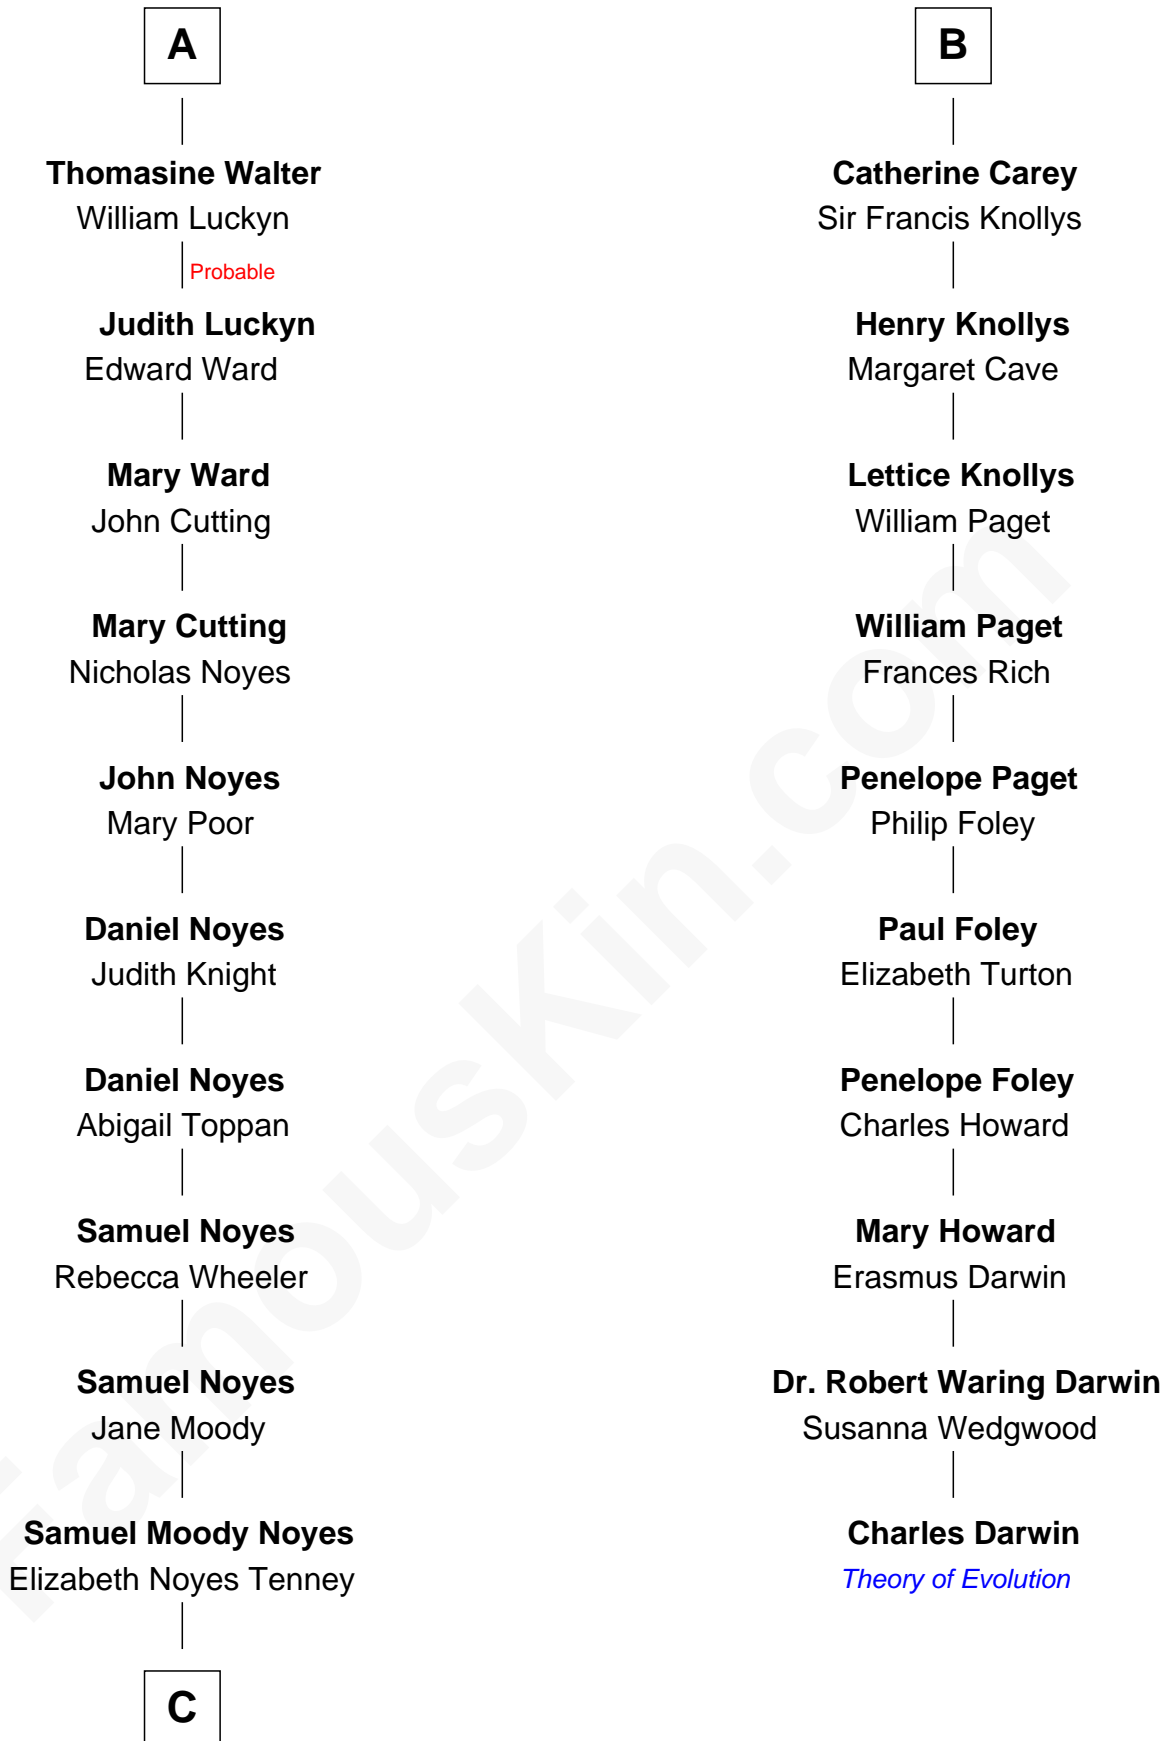 A
Thomasine Walter
William Luckyn
Probable
Judith Luckyn
Edward Ward
Mary Ward
John Cutting
Mary Cutting
Nicholas Noyes
John Noyes
Mary Poor
Daniel Noyes
Judith Knight
Daniel Noyes
Abigail Toppan
Samuel Noyes
Rebecca Wheeler
Samuel Noyes
Jane Moody
Samuel Moody Noyes
Elizabeth Noyes Tenney
C
B
Catherine Carey
Sir Francis Knollys
Henry Knollys
Margaret Cave
Lettice Knollys
William Paget
William Paget
Frances Rich
Penelope Paget
Philip Foley
Paul Foley
Elizabeth Turton
Penelope Foley
Charles Howard
Mary Howard
Erasmus Darwin
Dr. Robert Waring Darwin
Susanna Wedgwood
Charles Darwin
Theory of Evolution
FamousKin.com